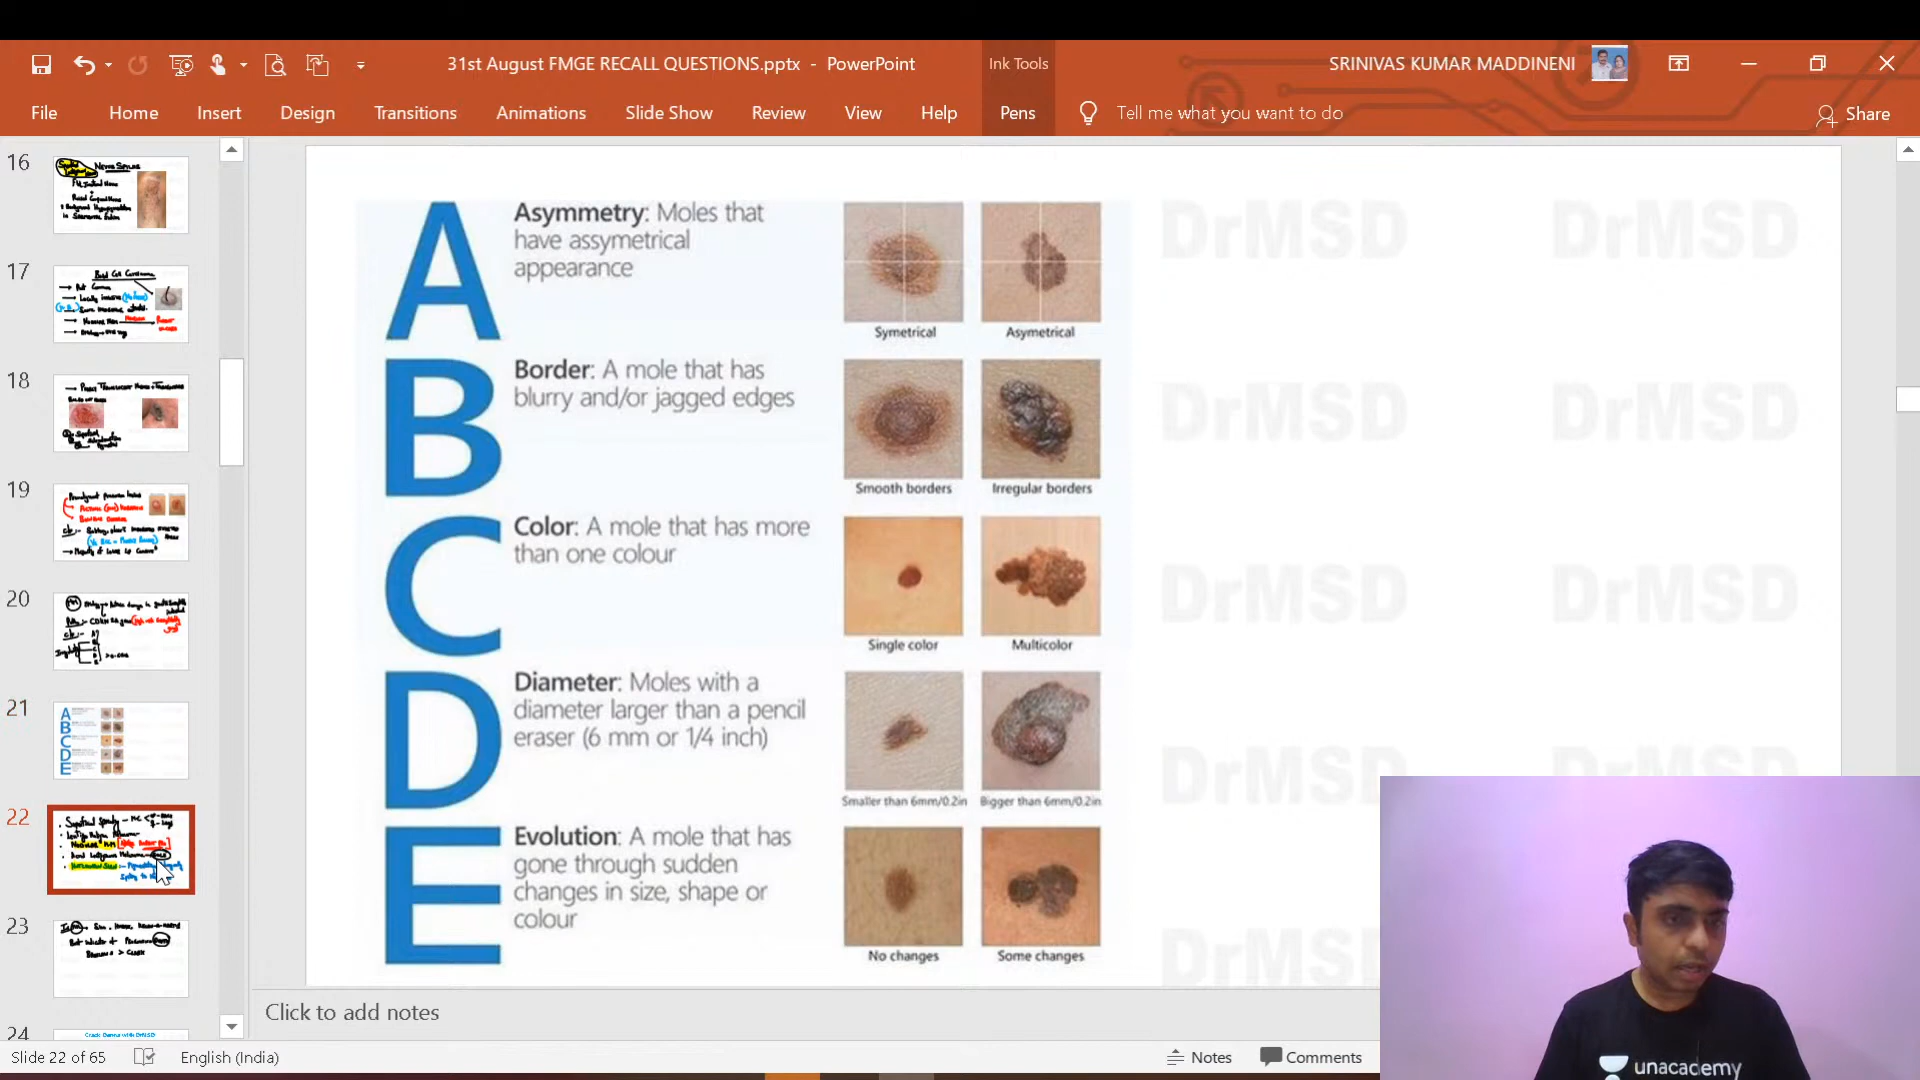 31st August FMGE RECALL QUESTIONS.pptx - PowerPoint
Ink Tools
SRINIVAS KUMAR MADDINENI
File
Home
Insert
Design
Transitions
Animations
Slide Show
Review
View
Help
Pens
Tell me what you want to do
Share
16
17
18
19
20
21
22
23
24
A
Asymmetry: Moles that
have assymetrical
appearance
Symetrical
Asymetrical
B
Border: A mole that has
blurry and/or jagged edges
Smooth borders
Irregular borders
C
Color: A mole that has more
than one colour
Single color
Multicolor
D
Diameter: Moles with a
diameter larger than a pencil
eraser (6 mm or 1/4 inch)
Smaller than 6mm/0.2in
Bigger than 6mm/0.2in
E
Evolution: A mole that has
gone through sudden
changes in size, shape or
colour
No changes
Some changes
DrMSD DrMSD
DrMSD DrMSD
DrMSD DrMSD
DrMSD DrMSD
DrMSD
Click to add notes
Slide 22 of 65
English (India)
Notes
Comments
unacademy